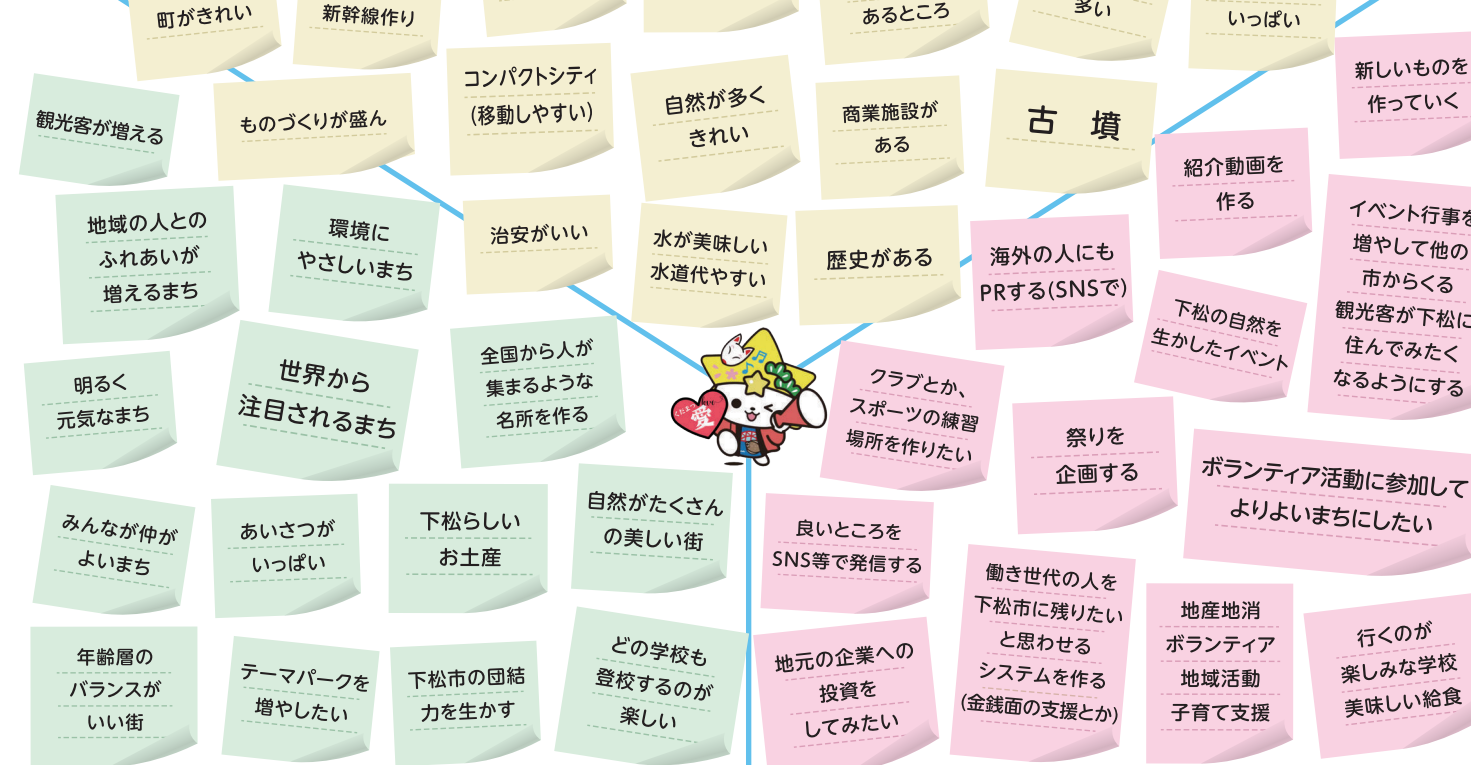 町がきれい
新幹線作り
あるところ
多い
いっぱい
新しいものを
作っていく
観光客が増える
ものづくりが盛ん
コンパクトシティ
(移動しやすい)
自然が多く
きれい
商業施設が
ある
古 墳
紹介動画を
作る
地域の人との
ふれあいが
増えるまち
環境に
やさしいまち
治安がいい
水が美味しい
水道代やすい
歴史がある
海外の人にも
PRする(SNSで)
イベント行事を
増やして他の
市からくる
観光客が下松に
住んでみたく
なるようにする
下松の自然を
生かしたイベント
明るく
元気なまち
世界から
注目されるまち
全国から人が
集まるような
名所を作る
愛
クラブとか、
スポーツの練習
場所を作りたい
祭りを
企画する
ボランティア活動に参加して
よりよいまちにしたい
みんなが仲が
よいまち
あいさつが
いっぱい
下松らしい
お土産
自然がたくさん
の美しい街
良いところを
SNS等で発信する
働き世代の人を
下松市に残りたい
と思わせる
システムを作る
(金銭面の支援とか)
地産地消
ボランティア
地域活動
子育て支援
行くのが
楽しみな学校
美味しい給食
年齢層の
バランスが
いい街
テーマパークを
増やしたい
下松市の団結
力を生かす
どの学校も
登校するのが
楽しい
地元の企業への
投資を
してみたい